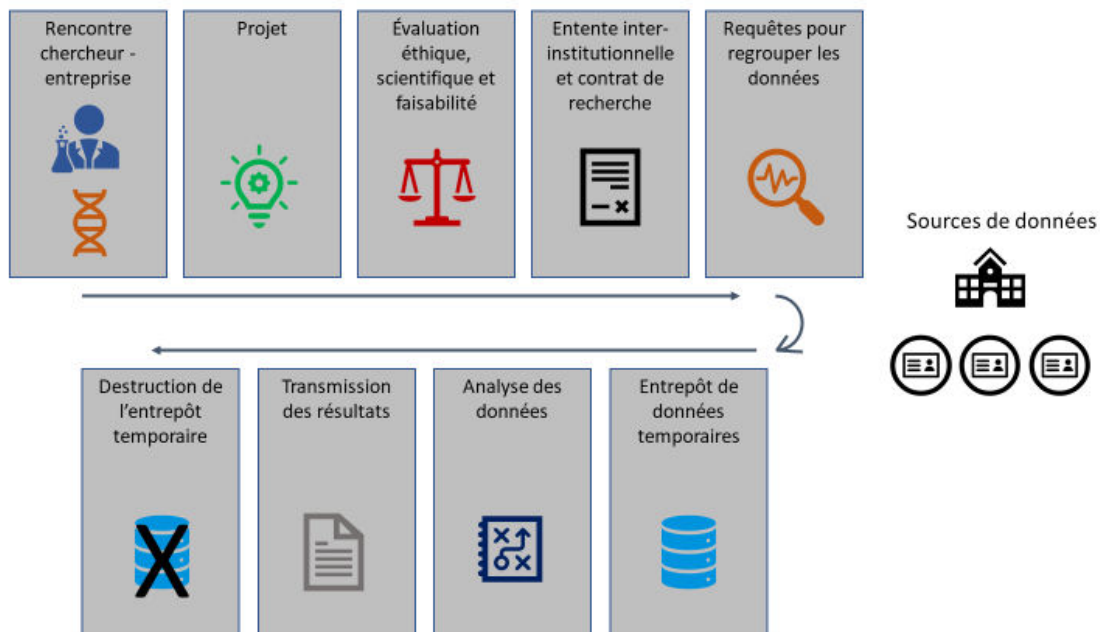 Rencontre
chercheur -
entreprise
Projet
Évaluation
éthique,
scientifique et
faisabilité
Entente inter-
institutionnelle
et contrat de
recherche
Requêtes pour
regrouper les
données
Sources de données
Destruction de
l'entrepôt
temporaire
Transmission
des résultats
Analyse des
données
Entrepôt de
données
temporaires